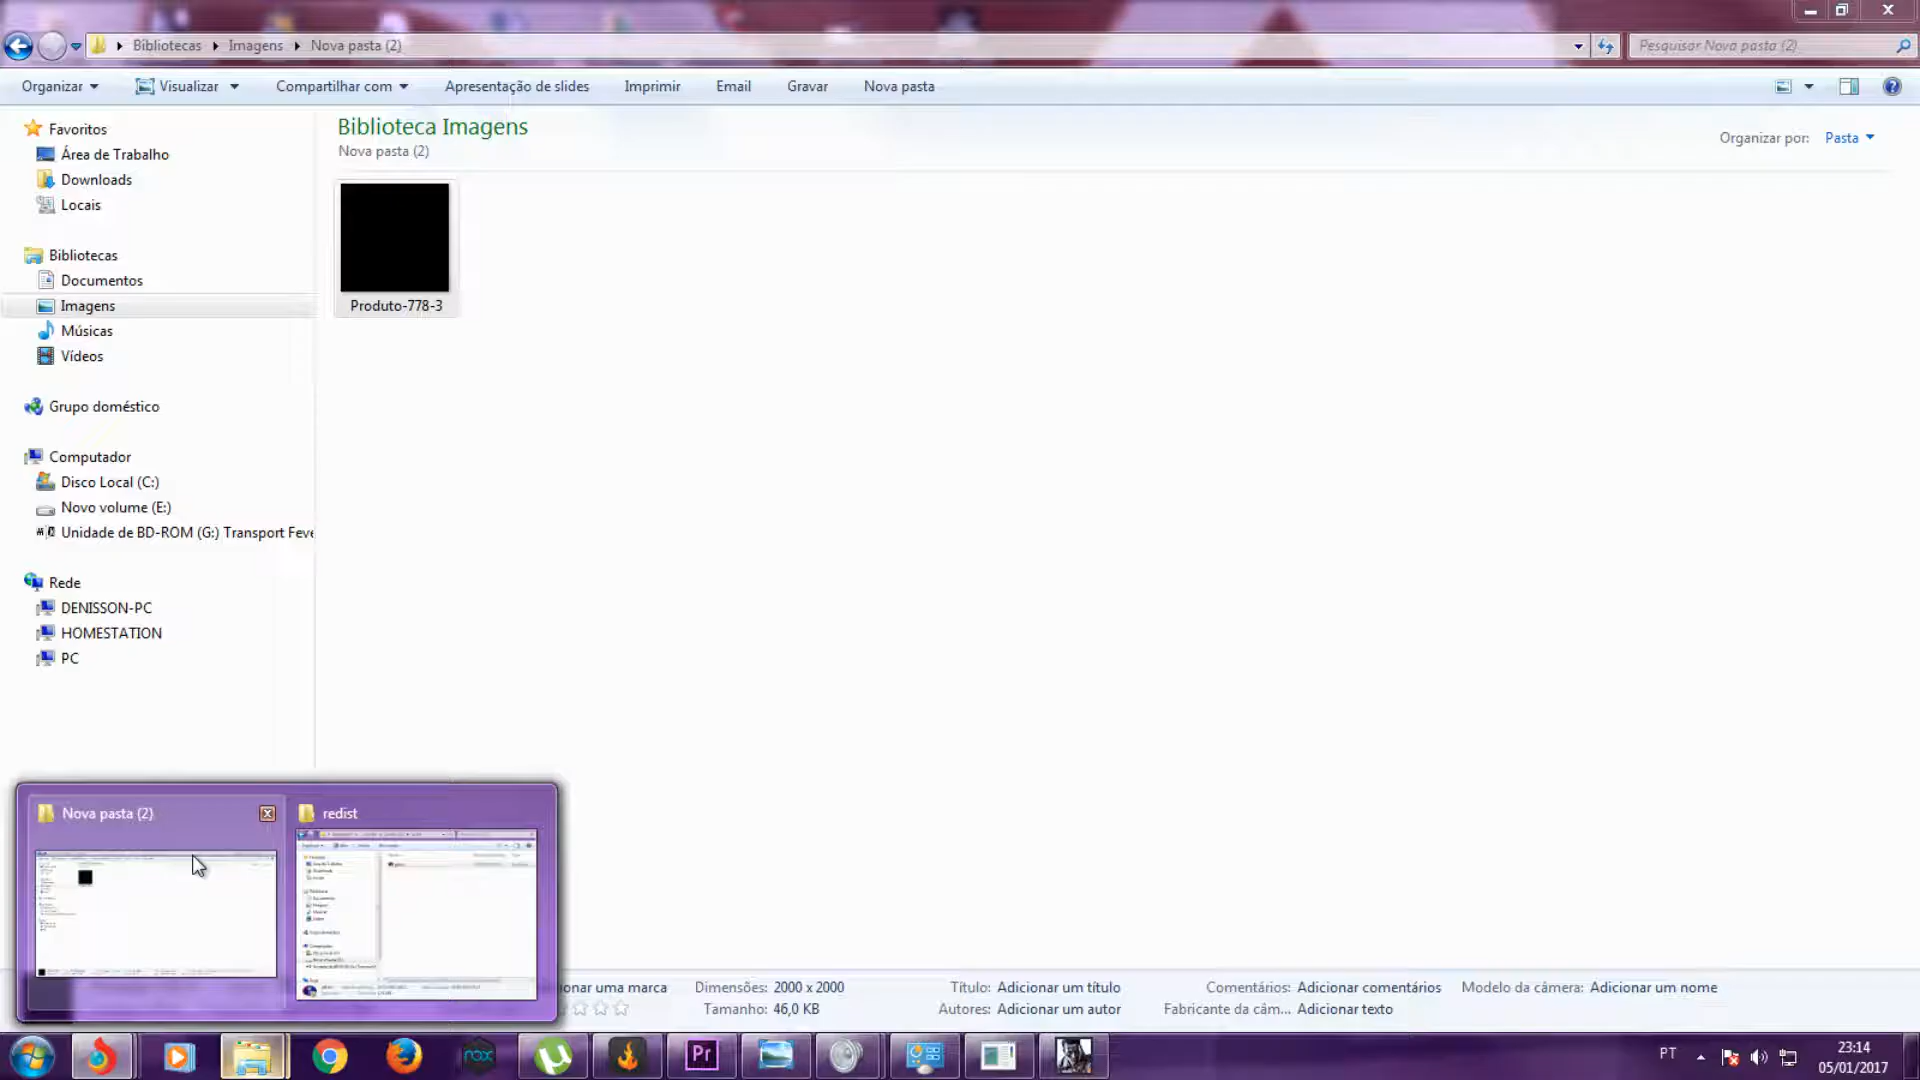 Bibliotecas Imagens Nova pasta (2)
Pesquisar Nova pasta (2)
Organizar Visualizar Compartilhar com Apresentação de slides Imprimir Email Gravar Nova pasta
Favoritos
Área de Trabalho
Downloads
Locais
Bibliotecas
Documentos
Imagens
Músicas
Vídeos
Grupo doméstico
Computador
Disco Local (C:)
Novo volume (E:)
Unidade de BD-ROM (G:) Transport Feve
Rede
DENISSON-PC
HOMESTATION
PC
Biblioteca Imagens
Nova pasta (2)
Organizar por: Pasta
Produto-778-3
Nova pasta (2)
redist
onar uma marca
Dimensões: 2000 x 2000
Tamanho: 46,0 KB
Título: Adicionar um título
Autores: Adicionar um autor
Comentários: Adicionar comentários
Fabricante da câm... Adicionar texto
Modelo da câmera: Adicionar um nome
nox
Pr
PT
23:14
05/01/2017